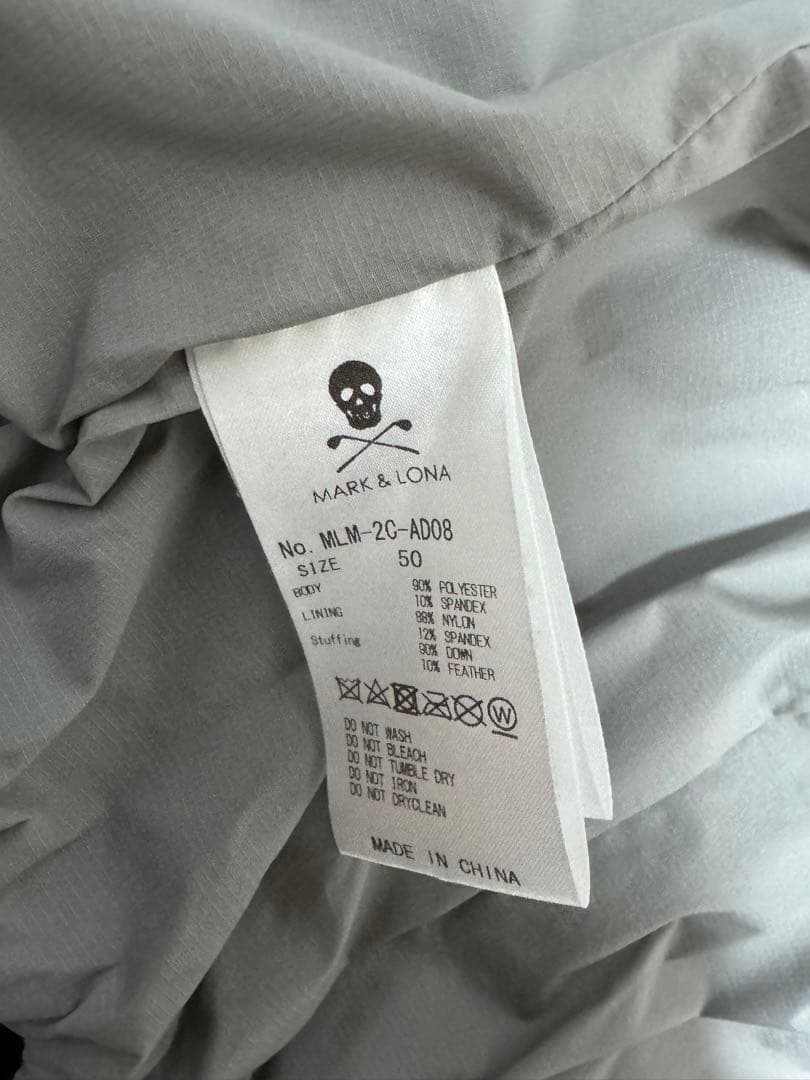 MARK & LONA
No. MLM-2C-AD08
SIZE 50
BODY 90% POLYESTER
10% SPANDEX
LINING 88% NYLON
12% SPANDEX
Stuffing 90% DOWN
10% FEATHER
W
DO NOT WASH
DO NOT BLEACH
DO NOT TUMBLE DRY
DO NOT IRON
DO NOT DRYCLEAN
MADE IN CHINA